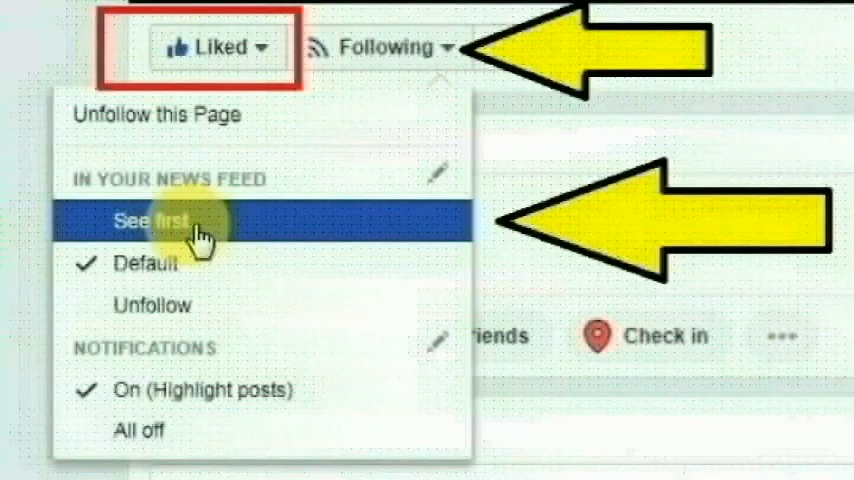 Liked Following
Unfollow this Page
IN YOUR NEWS FEED
See first
Default
Unfollow
riends Check in
NOTIFICATIONS
On (Highlight posts)
All off